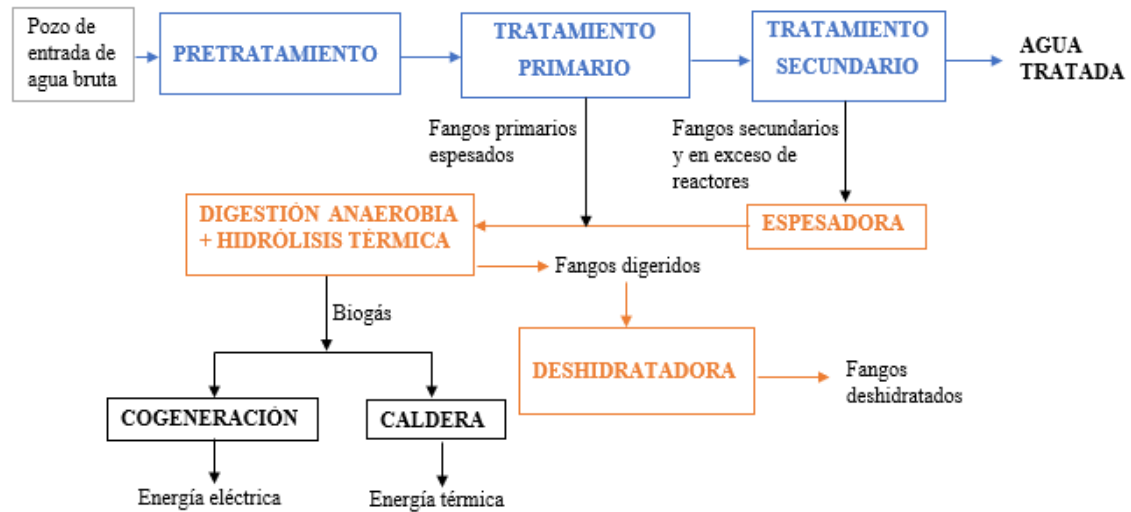 Pozo de
entrada de
agua bruta
PRETRATAMIENTO
TRATAMIENTO
PRIMARIO
TRATAMIENTO
SECUNDARIO
AGUA
TRATADA
Fangos primarios
espesados
Fangos secundarios
y en exceso de
reactores
DIGESTIÓN ANAEROBIA
+ HIDRÓLISIS TÉRMICA
ESPESADORA
Fangos digeridos
Biogás
DESHIDRATADORA
Fangos
deshidratados
COGENERACIÓN
CALDERA
Energía eléctrica
Energía térmica